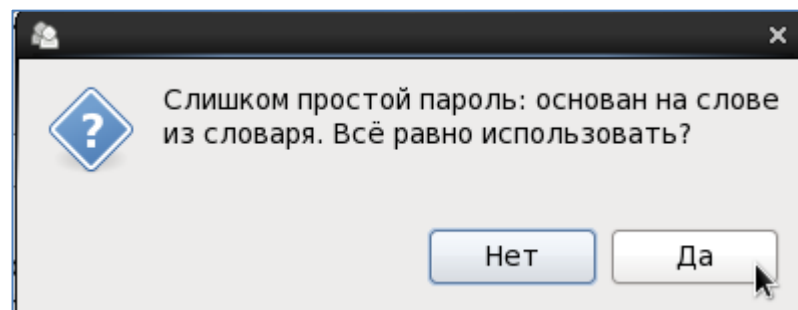 Слишком простой пароль: основан на слове
из словаря. Всё равно использовать?
Нет
Да